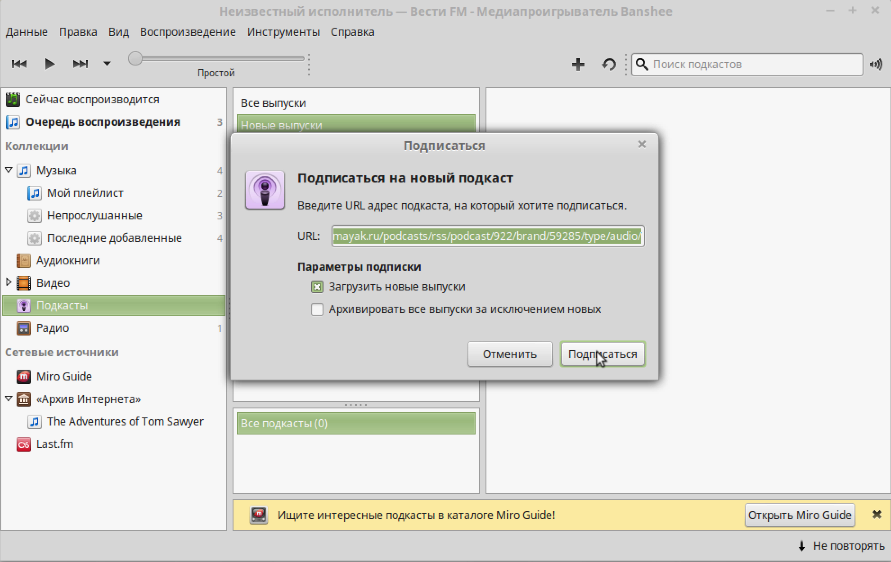 Неизвестный исполнитель — Вести FM - Медиапроигрыватель Banshee
Данные Правка Вид Воспроизведение Инструменты Справка
Простой
Поиск подкастов
Сейчас воспроизводится
Очередь воспроизведения 3
Коллекции
Музыка 4
Мой плейлист 2
Непрослушанные 3
Последние добавленные 4
Аудиокниги
Видео
Подкасты
Радио 1
Сетевые источники
Miro Guide
«Архив Интернета»
The Adventures of Tom Sawyer
Last.fm
Все выпуски
Новые выпуски
Подписаться
Подписаться на новый подкаст
Введите URL адрес подкаста, на который хотите подписаться.
URL: mayak.ru/podcasts/rss/podcast/922/brand/59285/type/audio/
Параметры подписки
Загрузить новые выпуски
Архивировать все выпуски за исключением новых
Отменить Подписаться
Все подкасты (0)
Ищите интересные подкасты в каталоге Miro Guide! Открыть Miro Guide
Не повторять